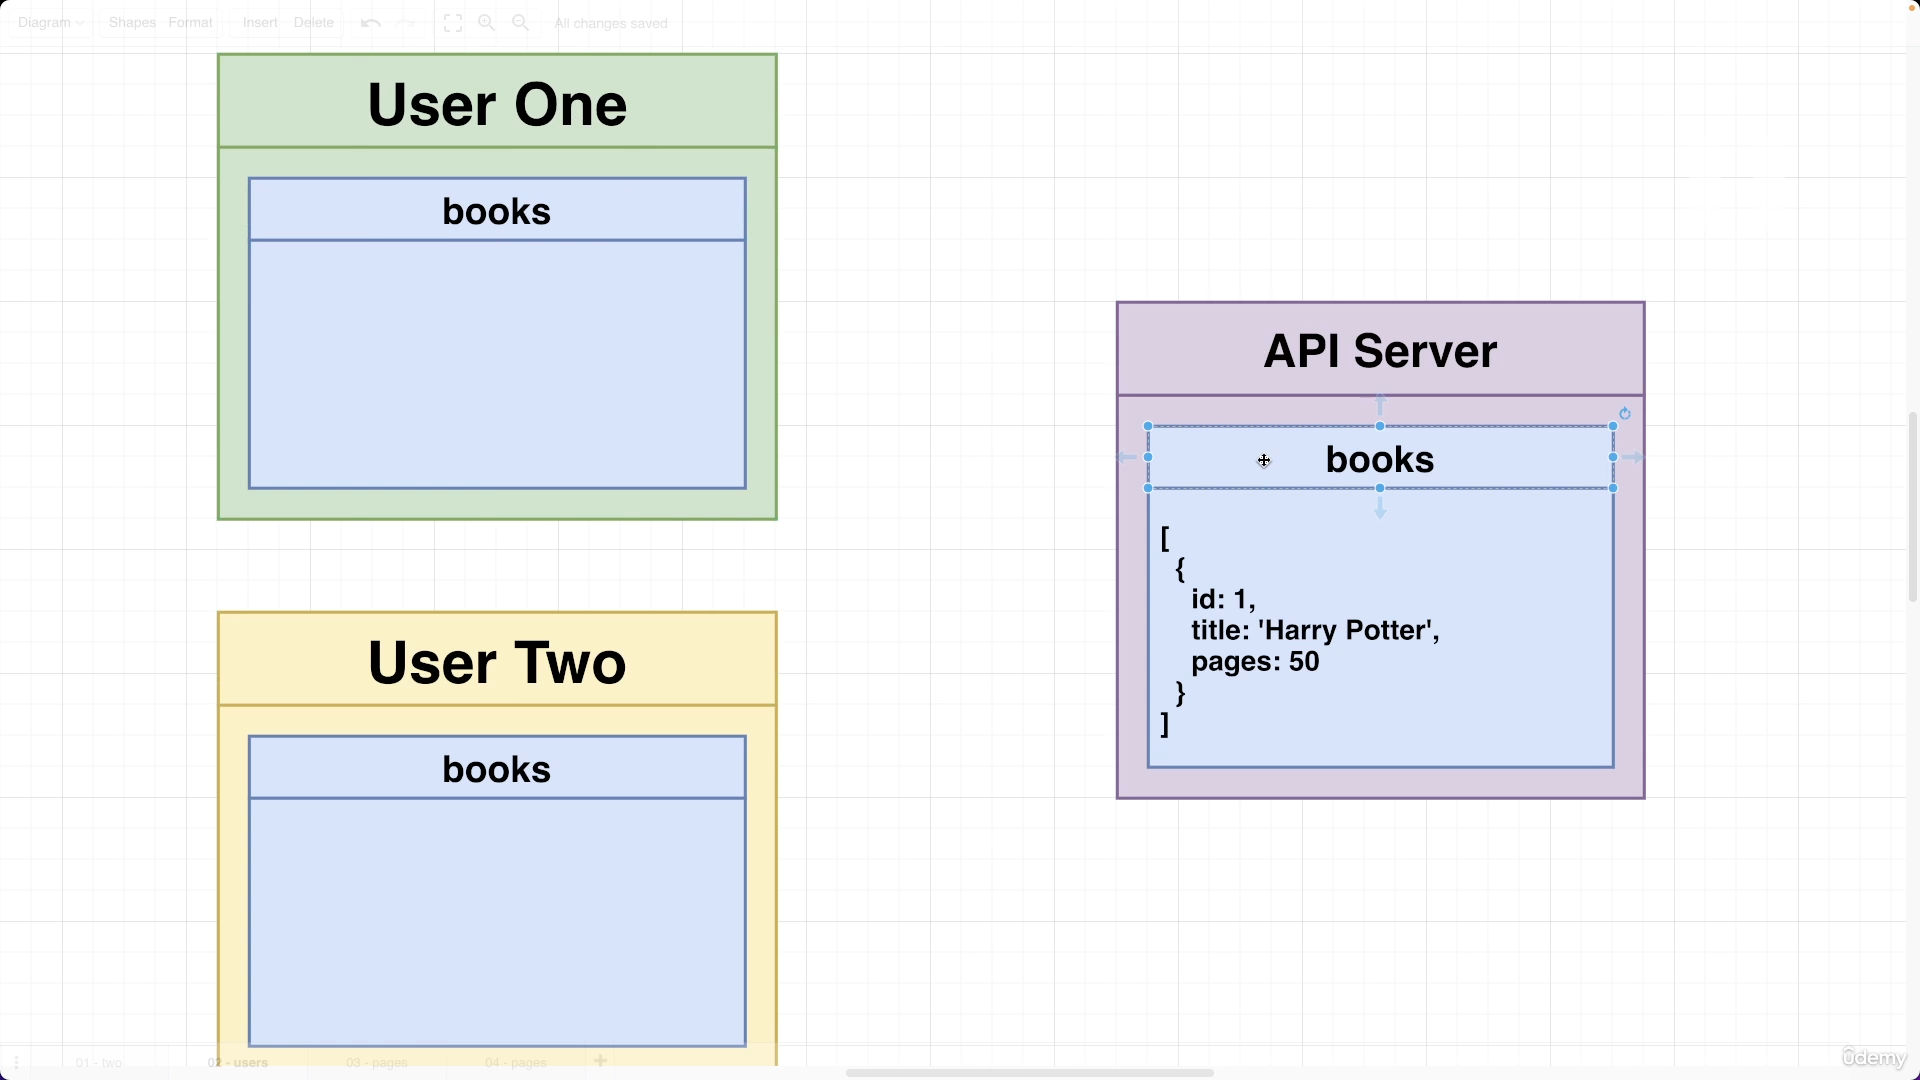 Diagram
Shapes
Format
Insert
Delete
All changes saved
User One
books
User Two
books
API Server
books
[
{
id: 1,
title: 'Harry Potter',
pages: 50
}
]
01 - two
02 - users
03 - pages
04 - pages
ûdemy